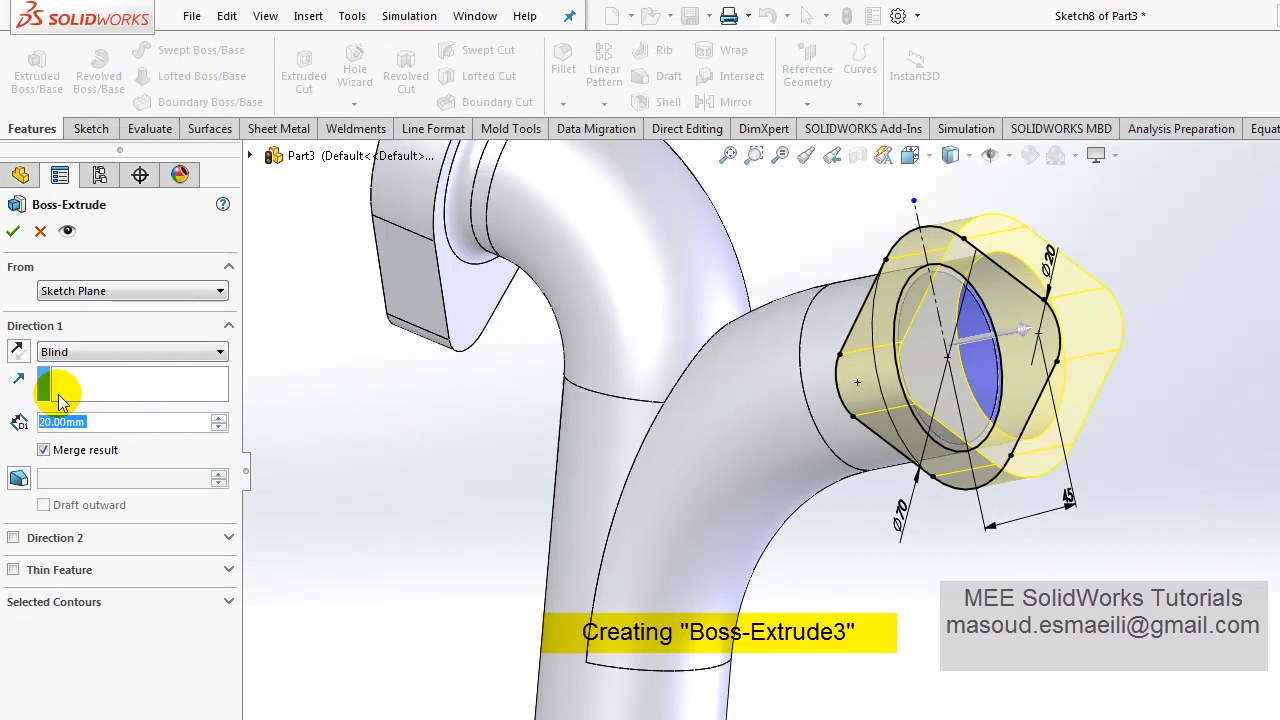 SOLIDWORKS
File Edit View Insert Tools Simulation Window Help
Sketch8 of Part3 *
Extruded Boss/Base
Revolved Boss/Base
Swept Boss/Base
Lofted Boss/Base
Boundary Boss/Base
Extruded Cut
Hole Wizard
Revolved Cut
Swept Cut
Lofted Cut
Boundary Cut
Fillet
Linear Pattern
Rib
Draft
Shell
Wrap
Intersect
Mirror
Reference Geometry
Curves
Instant3D
Features Sketch Evaluate Surfaces Sheet Metal Weldments Line Format Mold Tools Data Migration Direct Editing DimXpert SOLIDWORKS Add-Ins Simulation SOLIDWORKS MBD Analysis Preparation Equat
Part3 (Default<<Default>...
Boss-Extrude
From
Sketch Plane
Direction 1
Blind
D1
20.00mm
Merge result
Draft outward
Direction 2
Thin Feature
Selected Contours
Ø20
Ø70
45
Creating "Boss-Extrude3"
MEE SolidWorks Tutorials
masoud.esmaeili@gmail.com